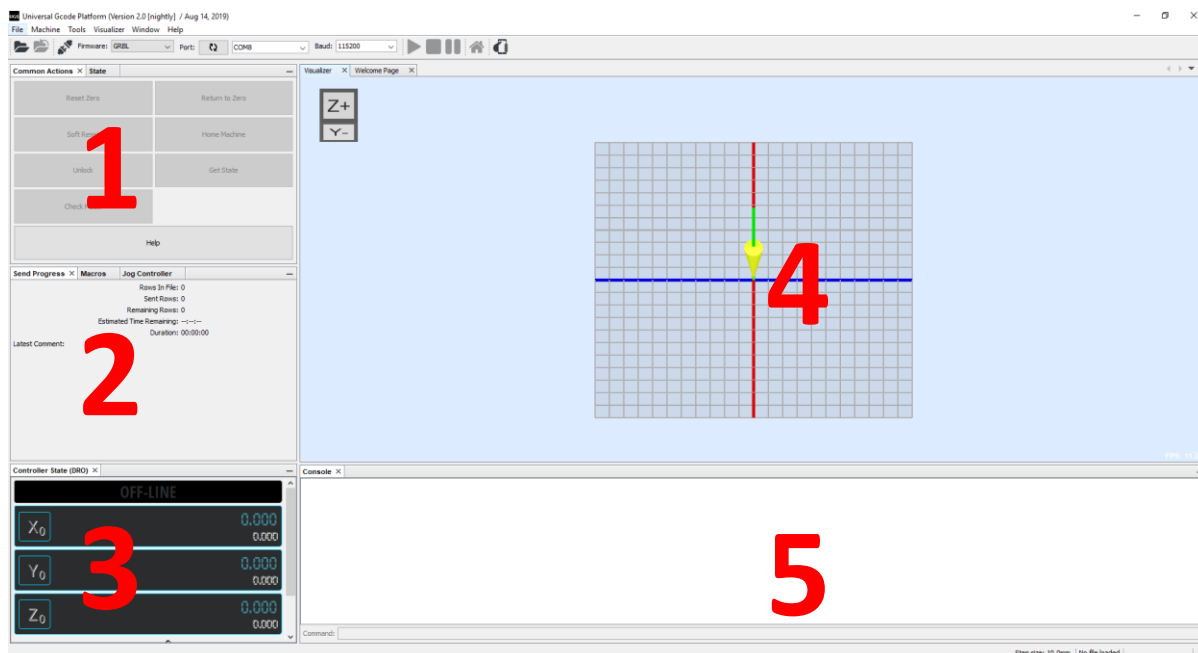 Universal Gcode Platform (Version 2.0 [nightly] / Aug 14, 2019)
File Machine Tools Visualizer Window Help
Firmware: GRBL Port: COM8 Baud: 115200
Common Actions × State
Reset Zero Return to Zero
Soft Reset Home Machine
Unlock Get State
Check
Help
1
Send Progress × Macros Jog Controller
Rows In File: 0
Sent Rows: 0
Remaining Rows: 0
Estimated Time Remaining: --:--:--
Duration: 00:00:00
Latest Comment:
2
Controller State (DRO) ×
OFF-LINE
X0 0.000
0.000
Y0 0.000
0.000
Z0 0.000
0.000
3
Visualizer × Welcome Page ×
Z+
Y-
4
Console ×
5
Command:
Step size: 10.0mm No file loaded